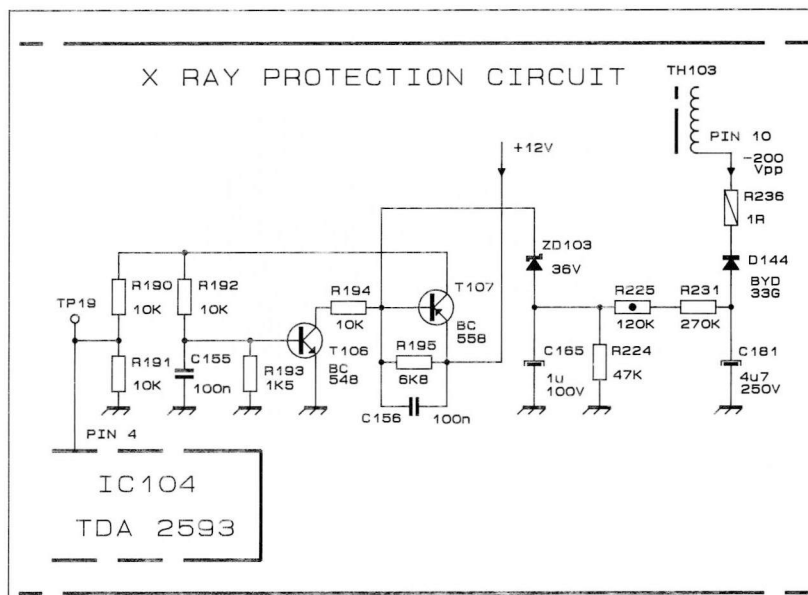 X RAY PROTECTION CIRCUIT
TH103
PIN 10
-200
Vpp
+12V
R236
1R
ZD103
36V
D144
BYD
33G
R190
10K
R192
10K
R194
10K
T107
BC
558
R225
120K
R231
270K
TP19
R191
10K
C155
100n
R193
1K5
T106
BC
548
R195
6K8
C165
1u
100V
R224
47K
C181
4u7
250V
C156
100n
PIN 4
IC104
TDA 2593